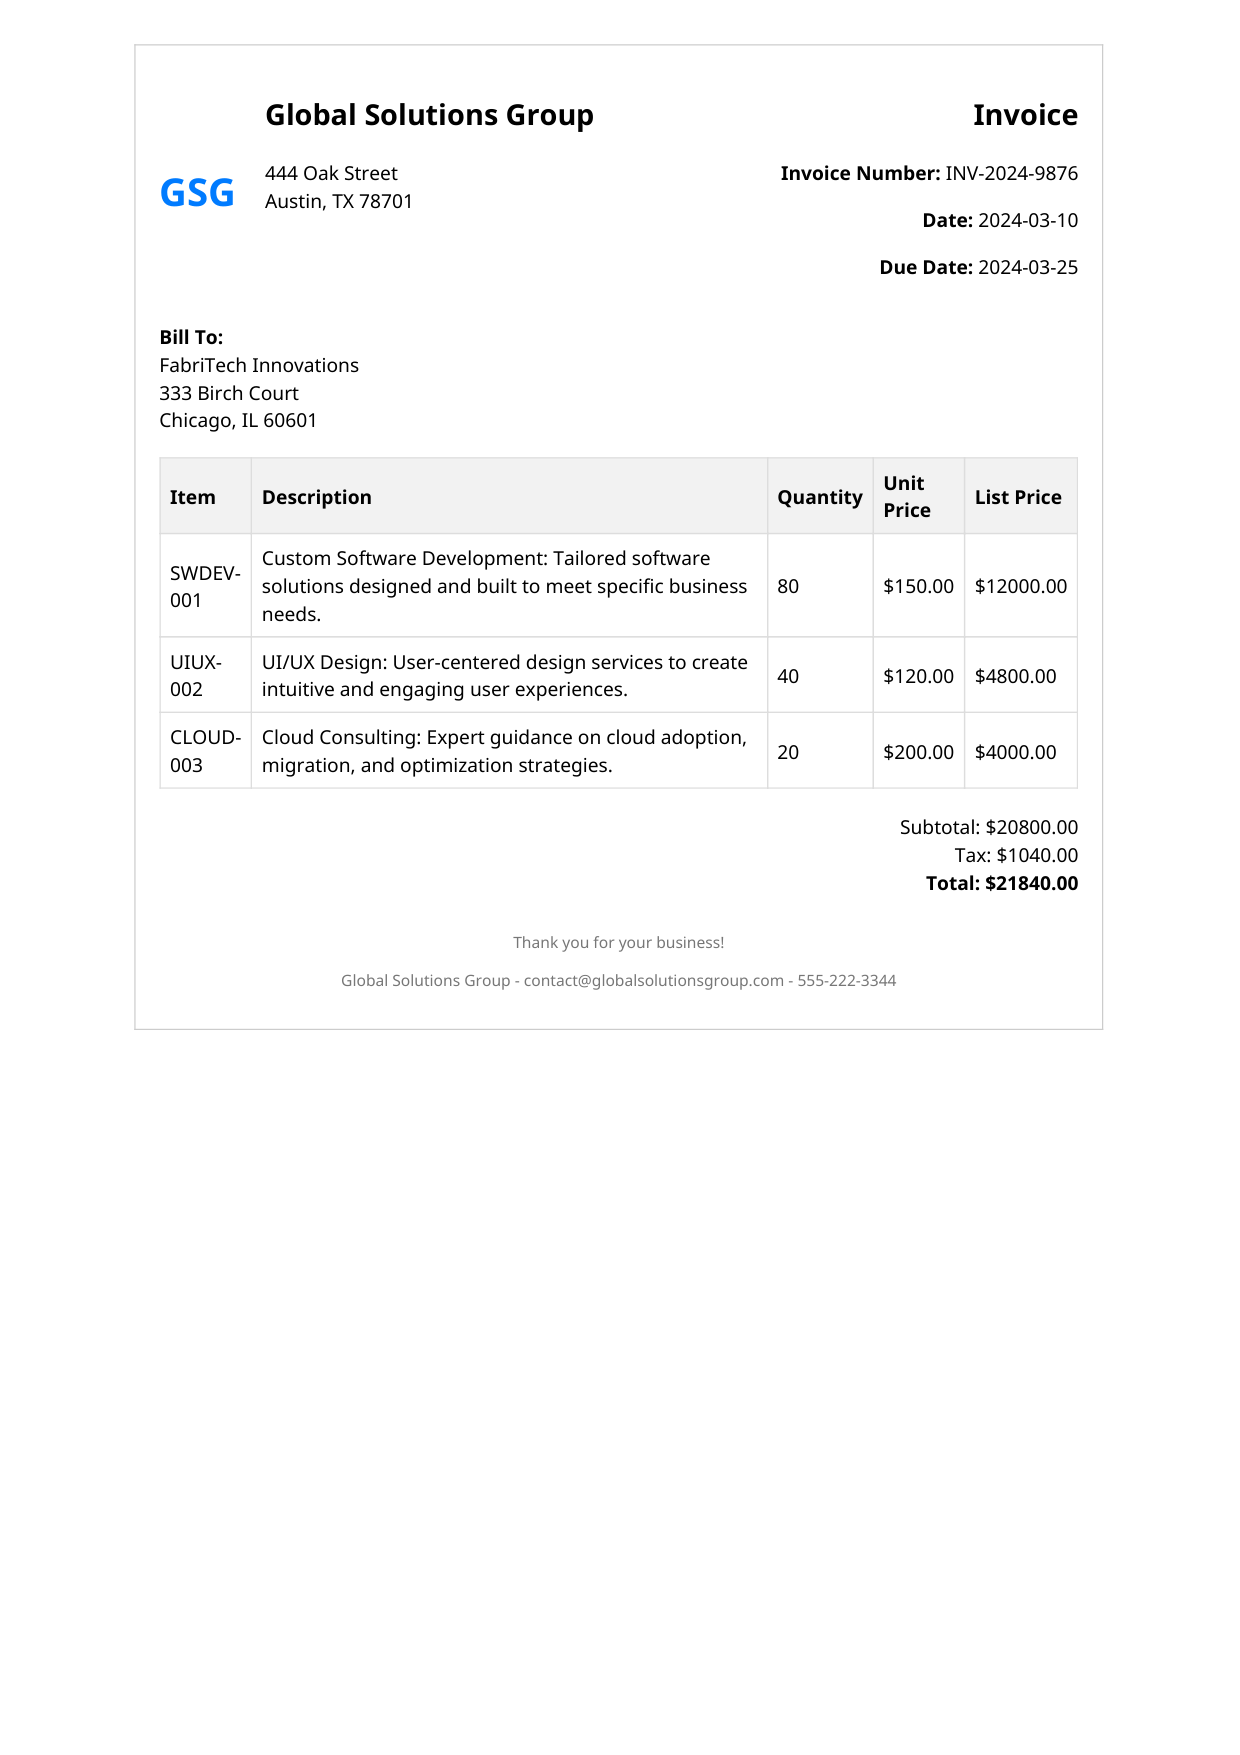 Global Solutions Group
Invoice
GSG
444 Oak Street
Austin, TX 78701
Invoice Number: INV-2024-9876
Date: 2024-03-10
Due Date: 2024-03-25
Bill To:
FabriTech Innovations
333 Birch Court
Chicago, IL 60601
Item Description Quantity Unit Price List Price
SWDEV-
001
Custom Software Development: Tailored software
solutions designed and built to meet specific business
needs.
80 $150.00 $12000.00
UIUX-
002
UI/UX Design: User-centered design services to create
intuitive and engaging user experiences.
40 $120.00 $4800.00
CLOUD-
003
Cloud Consulting: Expert guidance on cloud adoption,
migration, and optimization strategies.
20 $200.00 $4000.00
Subtotal: $20800.00
Tax: $1040.00
Total: $21840.00
Thank you for your business!
Global Solutions Group - contact@globalsolutionsgroup.com - 555-222-3344